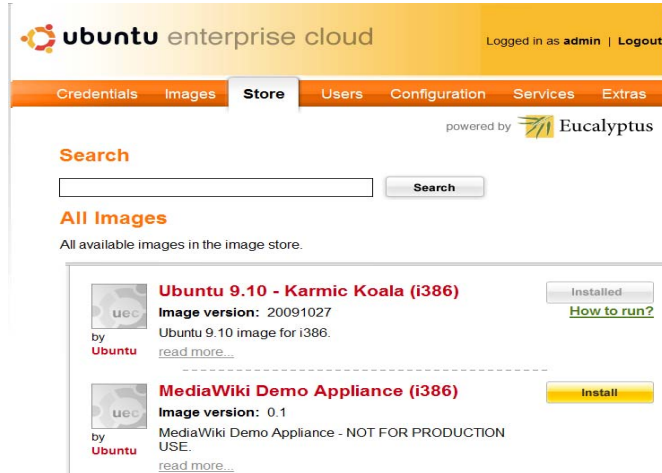 ubuntu enterprise cloud
Logged in as admin | Logout
Credentials Images Store Users Configuration Services Extras
powered by Eucalyptus
Search
Search
All Images
All available images in the image store.
uec
by
Ubuntu
Ubuntu 9.10 - Karmic Koala (i386)
Image version: 20091027
Ubuntu 9.10 image for i386.
read more...
Installed
How to run?
uec
by
Ubuntu
MediaWiki Demo Appliance (i386)
Image version: 0.1
MediaWiki Demo Appliance - NOT FOR PRODUCTION
USE.
read more...
Install